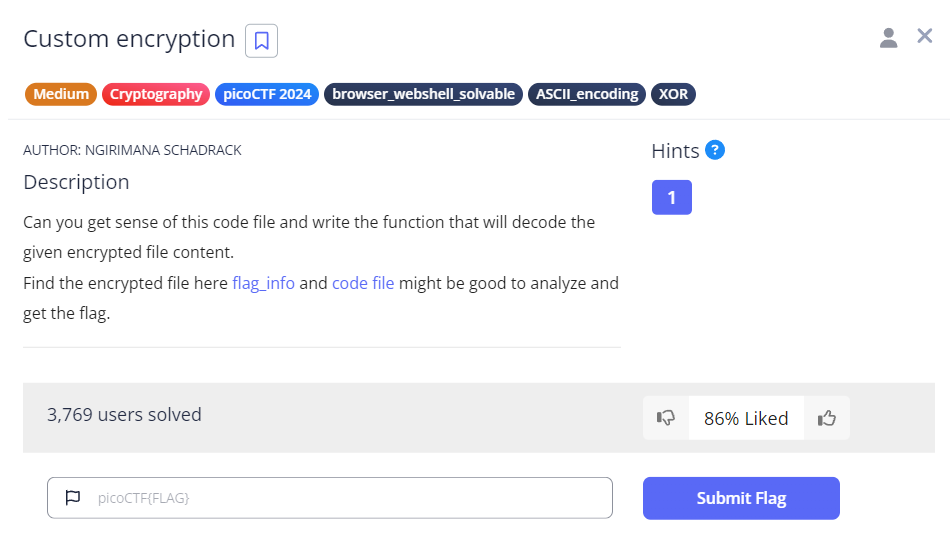 Custom encryption
Medium Cryptography picoCTF 2024 browser_webshell_solvable ASCII_encoding XOR
AUTHOR: NGIRIMANA SCHADRACK
Description
Can you get sense of this code file and write the function that will decode the
given encrypted file content.
Find the encrypted file here flag_info and code file might be good to analyze and
get the flag.
Hints ?
1
3,769 users solved
86% Liked
picoCTF{FLAG}
Submit Flag